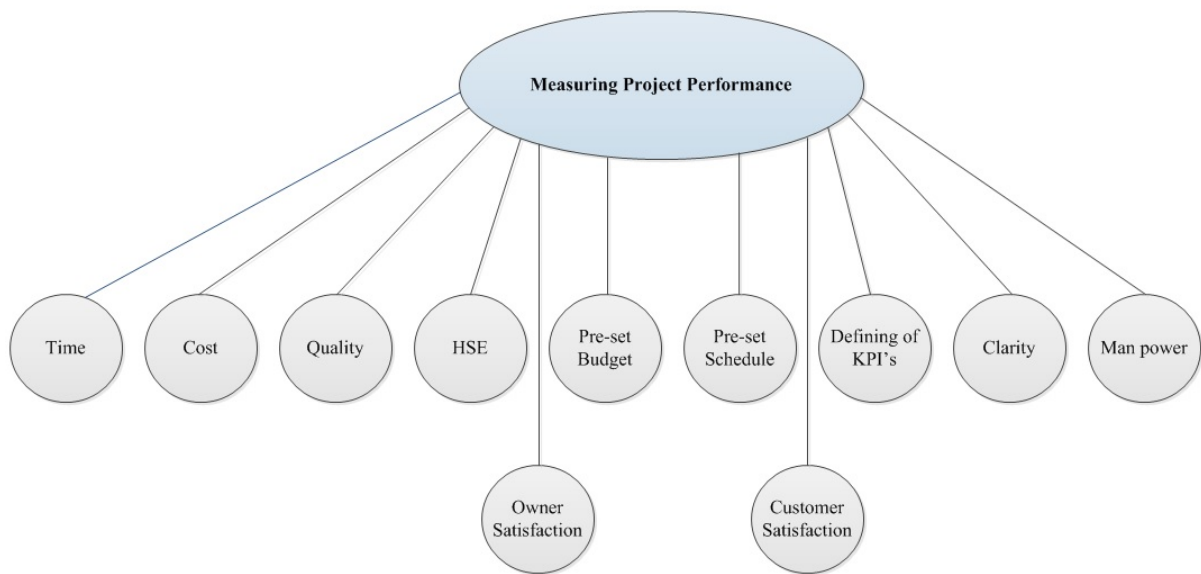 Measuring Project Performance
Time
Cost
Quality
HSE
Pre-set
Budget
Pre-set
Schedule
Defining of
KPI’s
Clarity
Man power
Owner
Satisfaction
Customer
Satisfaction